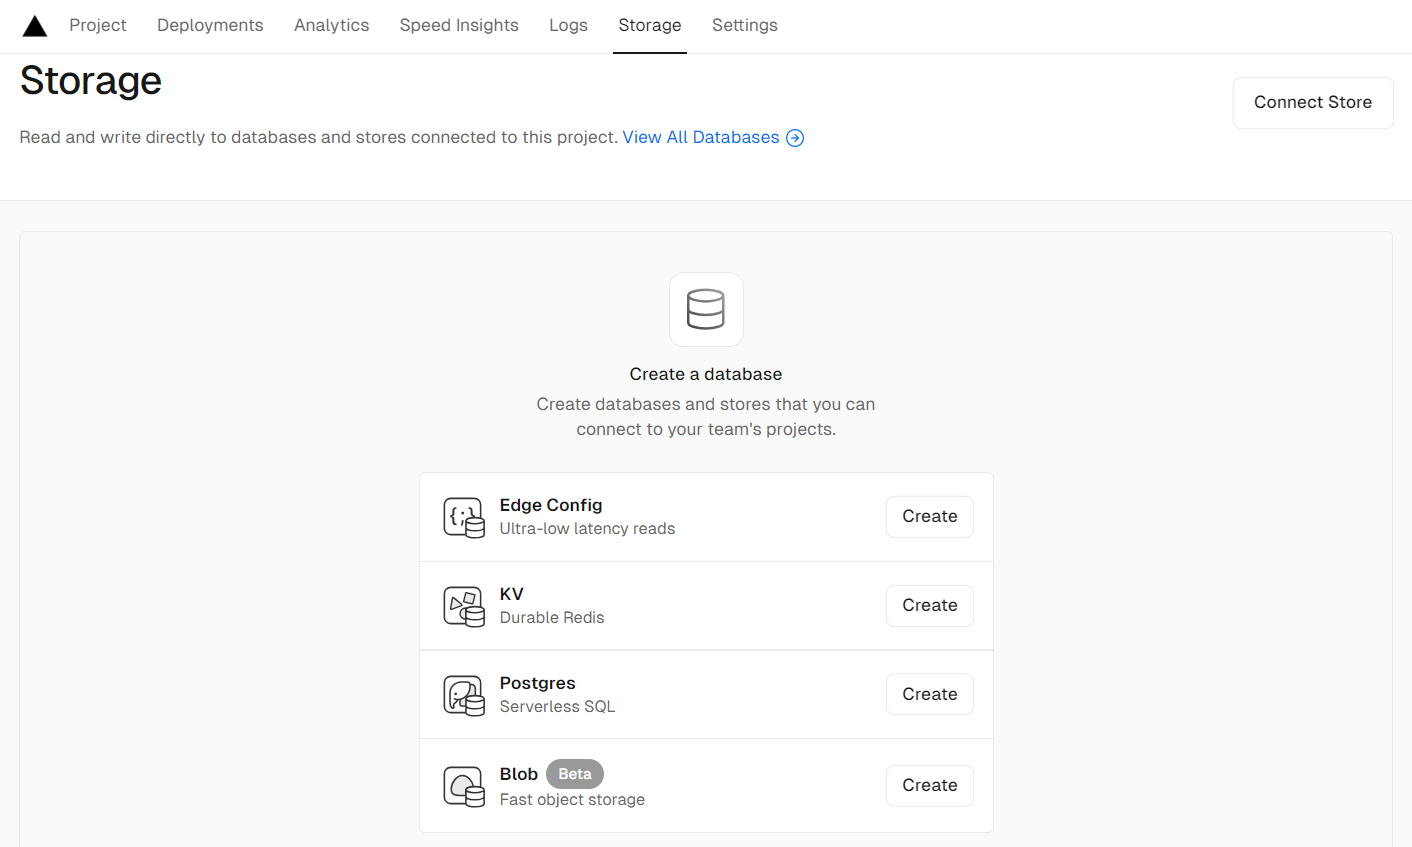 Project Deployments Analytics Speed Insights Logs Storage Settings
Storage
Connect Store
Read and write directly to databases and stores connected to this project. View All Databases
Create a database
Create databases and stores that you can
connect to your team's projects.
Edge Config
Ultra-low latency reads
Create
KV
Durable Redis
Create
Postgres
Serverless SQL
Create
Blob Beta
Fast object storage
Create